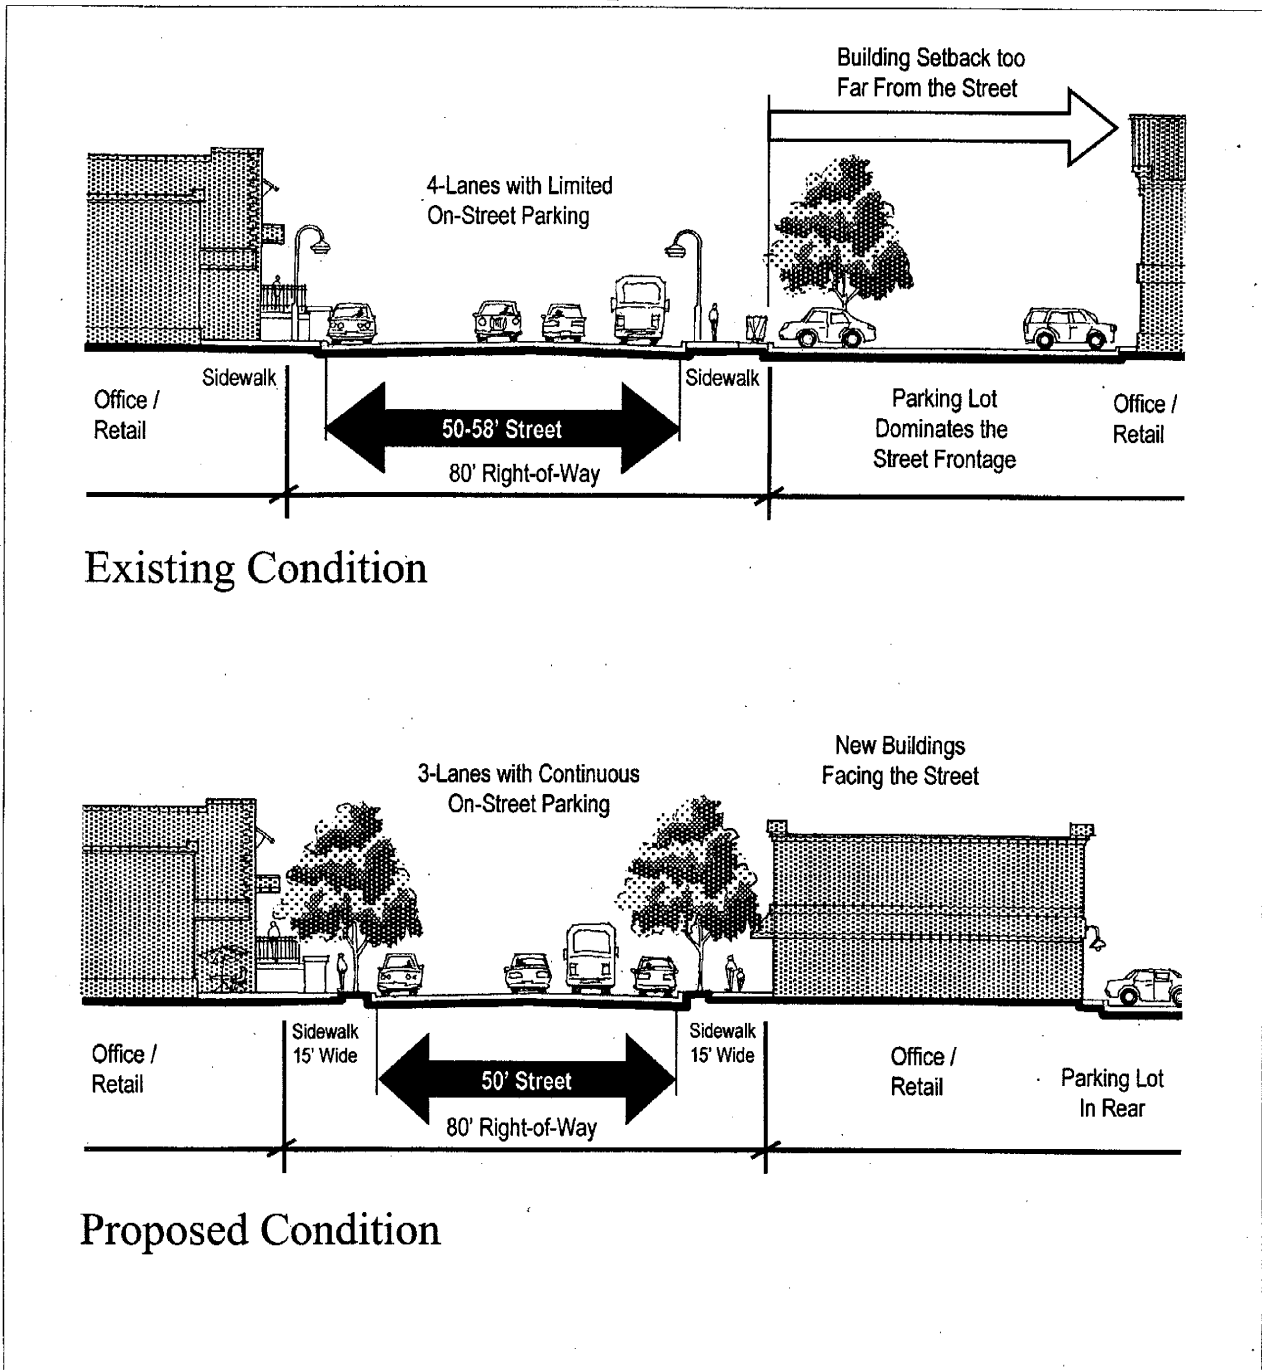 Building Setback too
Far From the Street
4-Lanes with Limited
On-Street Parking
Sidewalk
Sidewalk
Office /
Retail
50-58' Street
80' Right-of-Way
Parking Lot
Dominates the
Street Frontage
Office /
Retail
Existing Condition
New Buildings
Facing the Street
3-Lanes with Continuous
On-Street Parking
Sidewalk
15' Wide
Sidewalk
15' Wide
Office /
Retail
50' Street
80' Right-of-Way
Office /
Retail
Parking Lot
In Rear
Proposed Condition